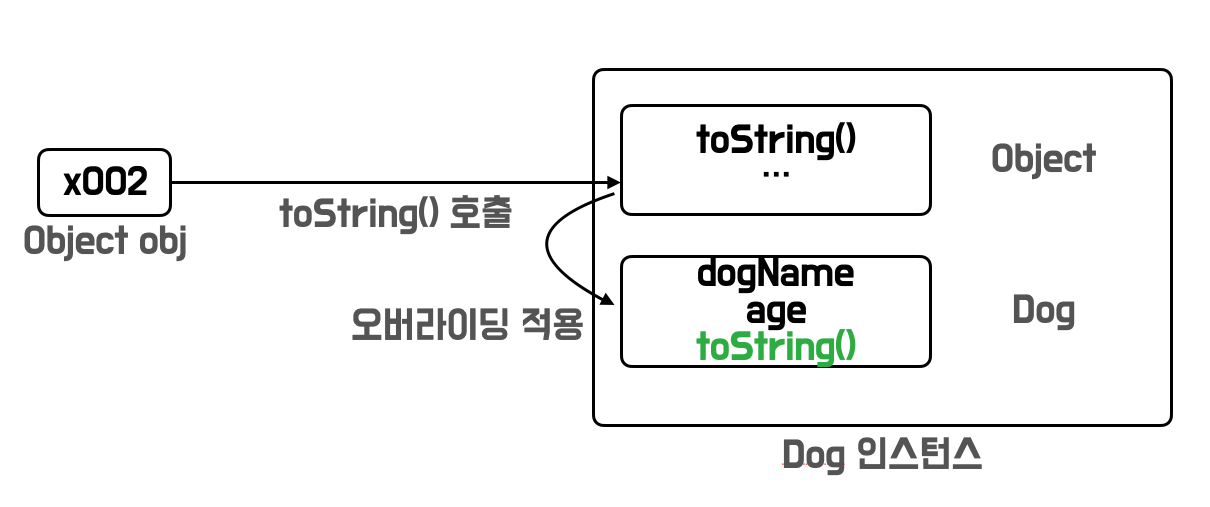 toString()
...
Object
x002
toString() 호출
Object obj
dogName
age
toString()
Dog
오버라이딩 적용
Dog 인스턴스